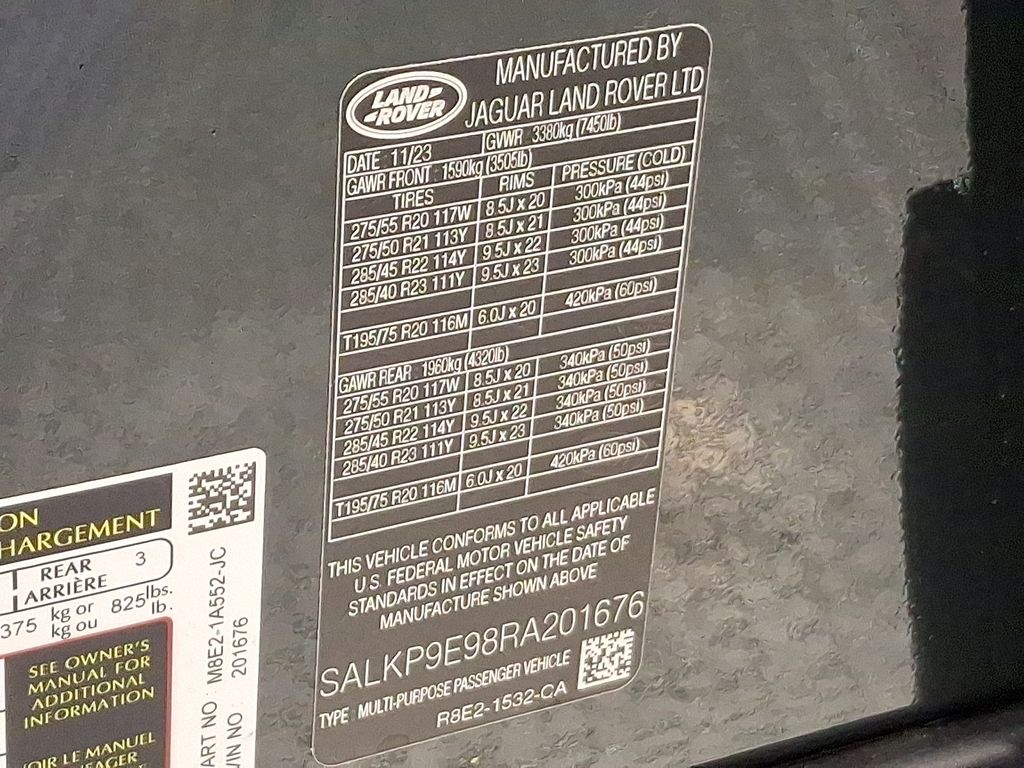 LAND-
-ROVER
MANUFACTURED BY
JAGUAR LAND ROVER LTD
DATE 11/23 GVWR 3380kg (7450lb)
GAWR FRONT 1590kg (3505lb)
TIRES RIMS PRESSURE (COLD)
275/55 R20 117W 8.5J x 20 300kPa (44psi)
275/50 R21 113Y 8.5J x 21 300kPa (44psi)
285/45 R22 114Y 9.5J x 22 300kPa (44psi)
285/40 R23 111Y 9.5J x 23 300kPa (44psi)
T195/75 R20 116M 6.0J x 20 420kPa (60psi)
GAWR REAR 1960kg (4320lb)
275/55 R20 117W 8.5J x 20 340kPa (50psi)
275/50 R21 113Y 8.5J x 21 340kPa (50psi)
285/45 R22 114Y 9.5J x 22 340kPa (50psi)
285/40 R23 111Y 9.5J x 23 340kPa (50psi)
T195/75 R20 116M 6.0J x 20 420kPa (60psi)
THIS VEHICLE CONFORMS TO ALL APPLICABLE
U.S. FEDERAL MOTOR VEHICLE SAFETY
STANDARDS IN EFFECT ON THE DATE OF
MANUFACTURE SHOWN ABOVE
SALKP9E98RA201676
TYPE : MULTI-PURPOSE PASSENGER VEHICLE
R8E2-1532-CA
ON
HARGEMENT
REAR 3
ARRIÈRE
375 kg or 825 lbs.
kg ou lb.
SEE OWNER'S
MANUAL FOR
ADDITIONAL
INFORMATION
OIR LE MANUEL
ART NO : M8E2-1A552-JC
VIN NO : 201676